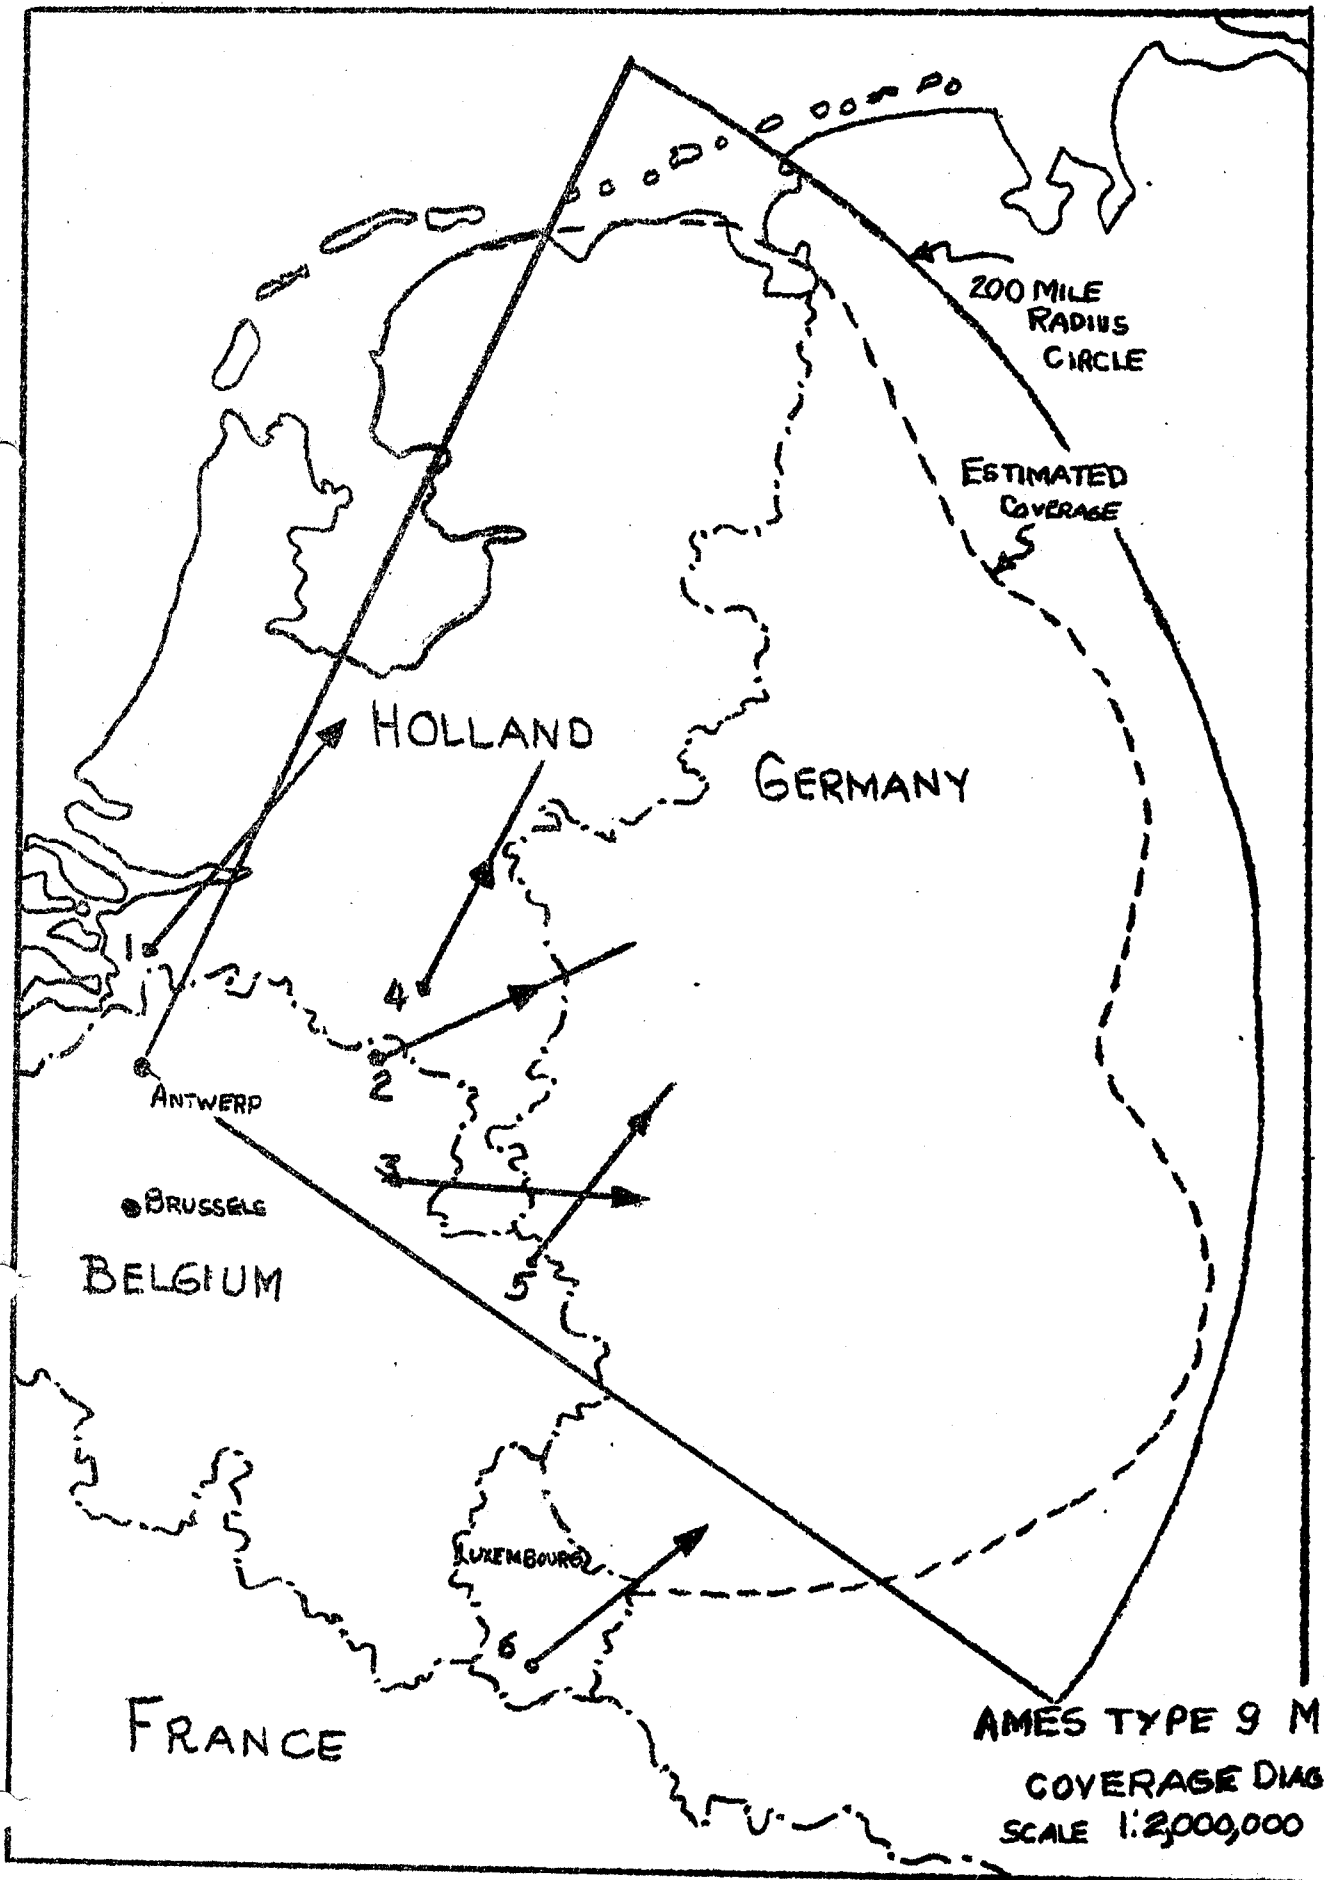 200 MILE
RADIUS
CIRCLE
ESTIMATED
COVERAGE
HOLLAND
GERMANY
1
4
2
ANTWERP
3
BRUSSELS
BELGIUM
5
LUXEMBOURG
6
FRANCE
AMES TYPE 9 M
COVERAGE DIAG
SCALE 1:2,000,000